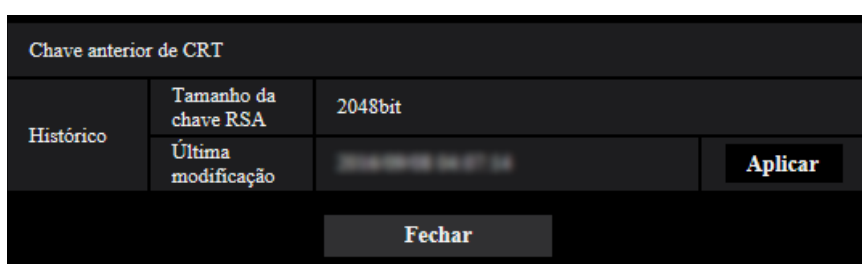 Chave anterior de CRT
Histórico
Tamanho da
chave RSA
2048bit
Última
modificação
Aplicar
Fechar